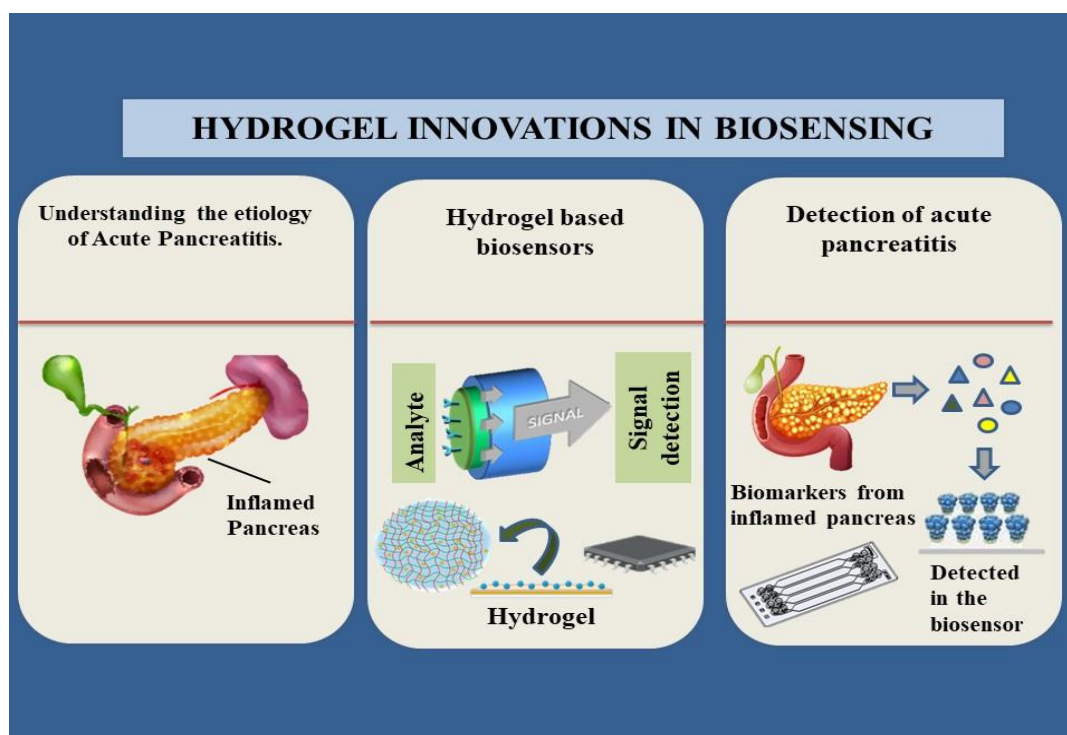 HYDROGEL INNOVATIONS IN BIOSENSING
Understanding the etiology
of Acute Pancreatitis.
Inflamed
Pancreas
Hydrogel based
biosensors
Analyte
SIGNAL
Signal
detection
Hydrogel
Detection of acute
pancreatitis
Biomarkers from
inflamed pancreas
Detected
in the
biosensor